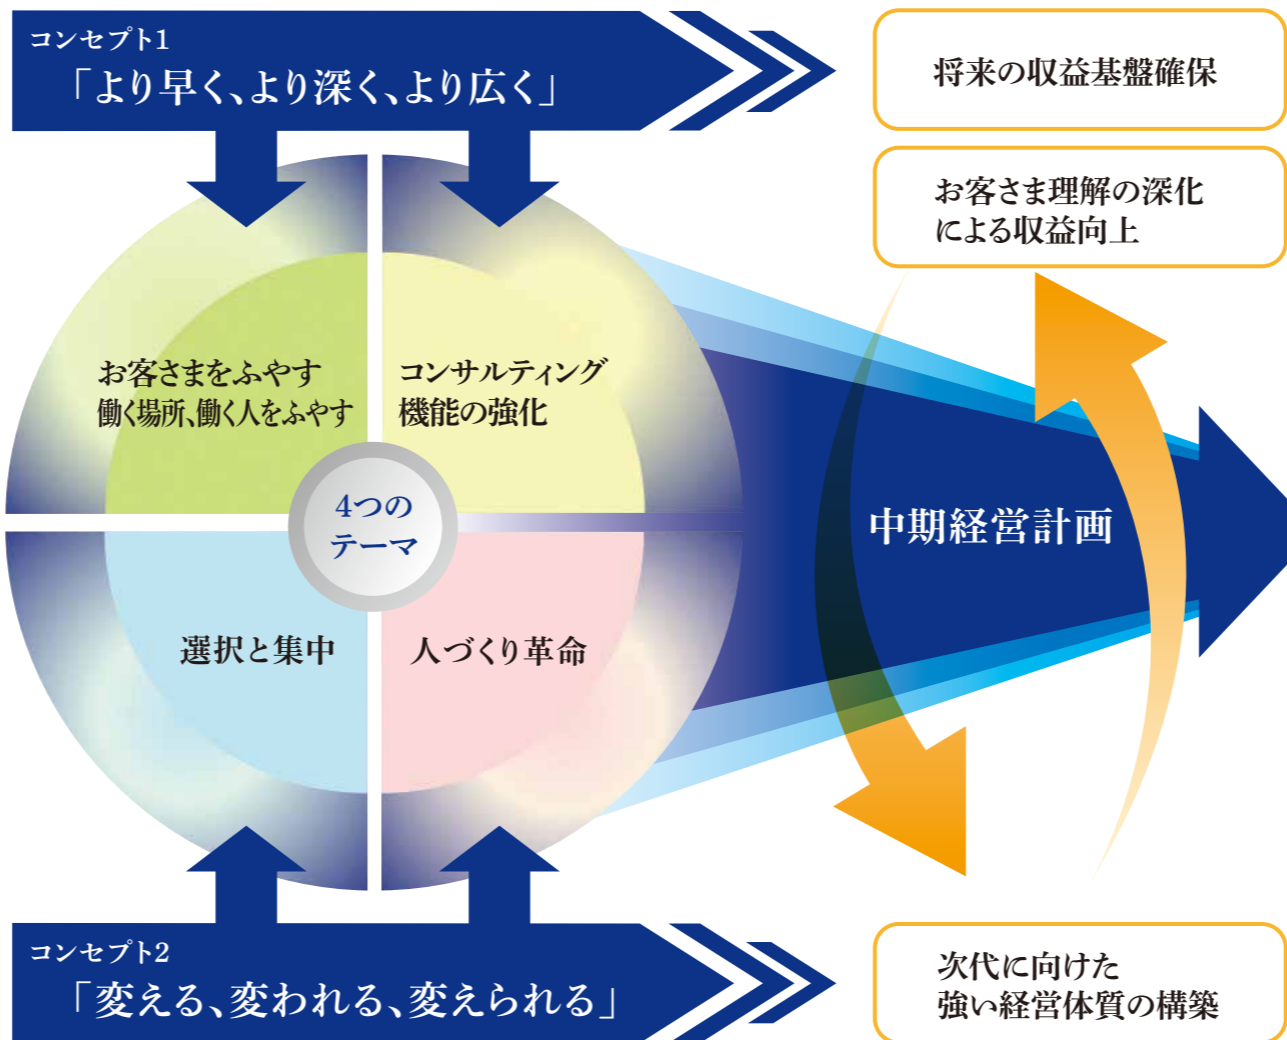 コンセプト1
「より早く、より深く、より広く」
将来の収益基盤確保
お客さま理解の深化
による収益向上
お客さまをふやす
働く場所、働く人をふやす
コンサルティング
機能の強化
4つの
テーマ
中期経営計画
選択と集中
人づくり革命
コンセプト2
「変える、変われる、変えられる」
次代に向けた
強い経営体質の構築